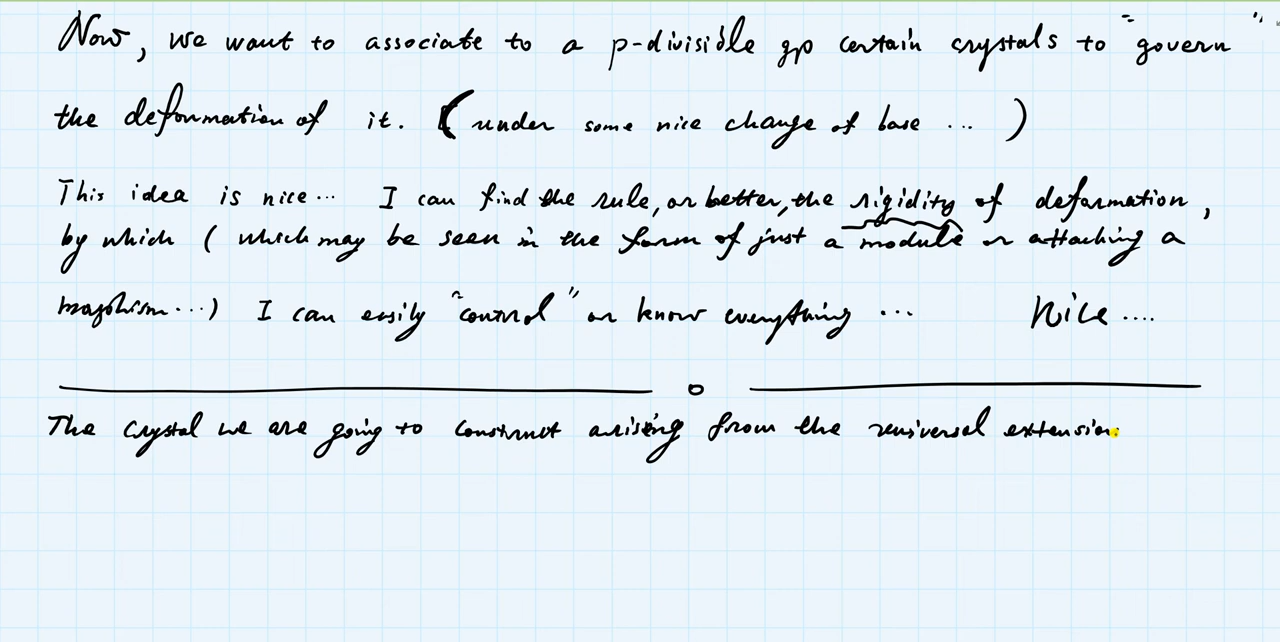 Now, we want to associate to a p-divisible gp certain crystals to "govern"
the deformation of it. (under some nice change of base ... )
This idea is nice... I can find the rule, or better, the rigidity of deformation,
by which ( which may be seen in the form of just a module or attaching a
morphism...) I can easily "control" or know everything ... Nice ....
The crystal we are going to construct arising from the universal extension.